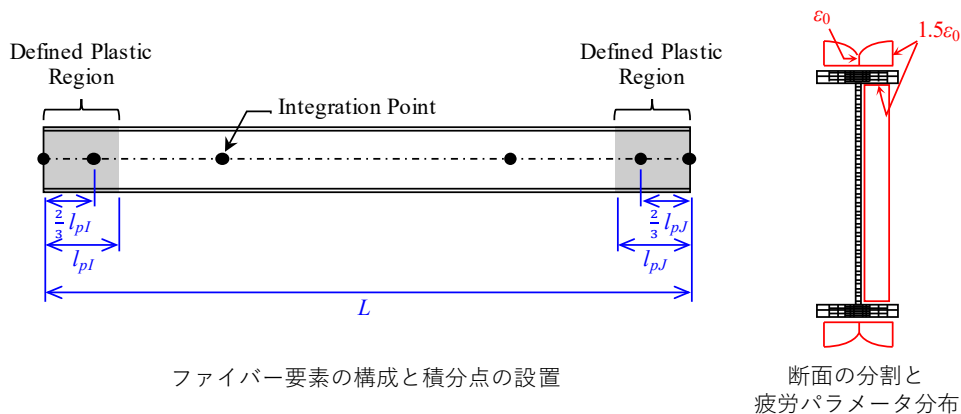 Defined Plastic
Region
Integration Point
Defined Plastic
Region
2/3 lpI
lpI
2/3 lpJ
lpJ
L
ε0
1.5ε0
ファイバー要素の構成と積分点の設置
断面の分割と
疲労パラメータ分布